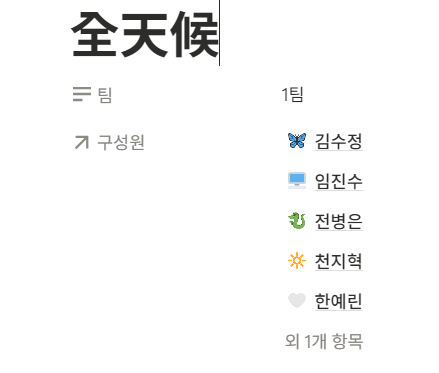 全天候
팀 1팀
구성원 김수정
임진수
전병은
천지혁
한예린
외 1개 항목